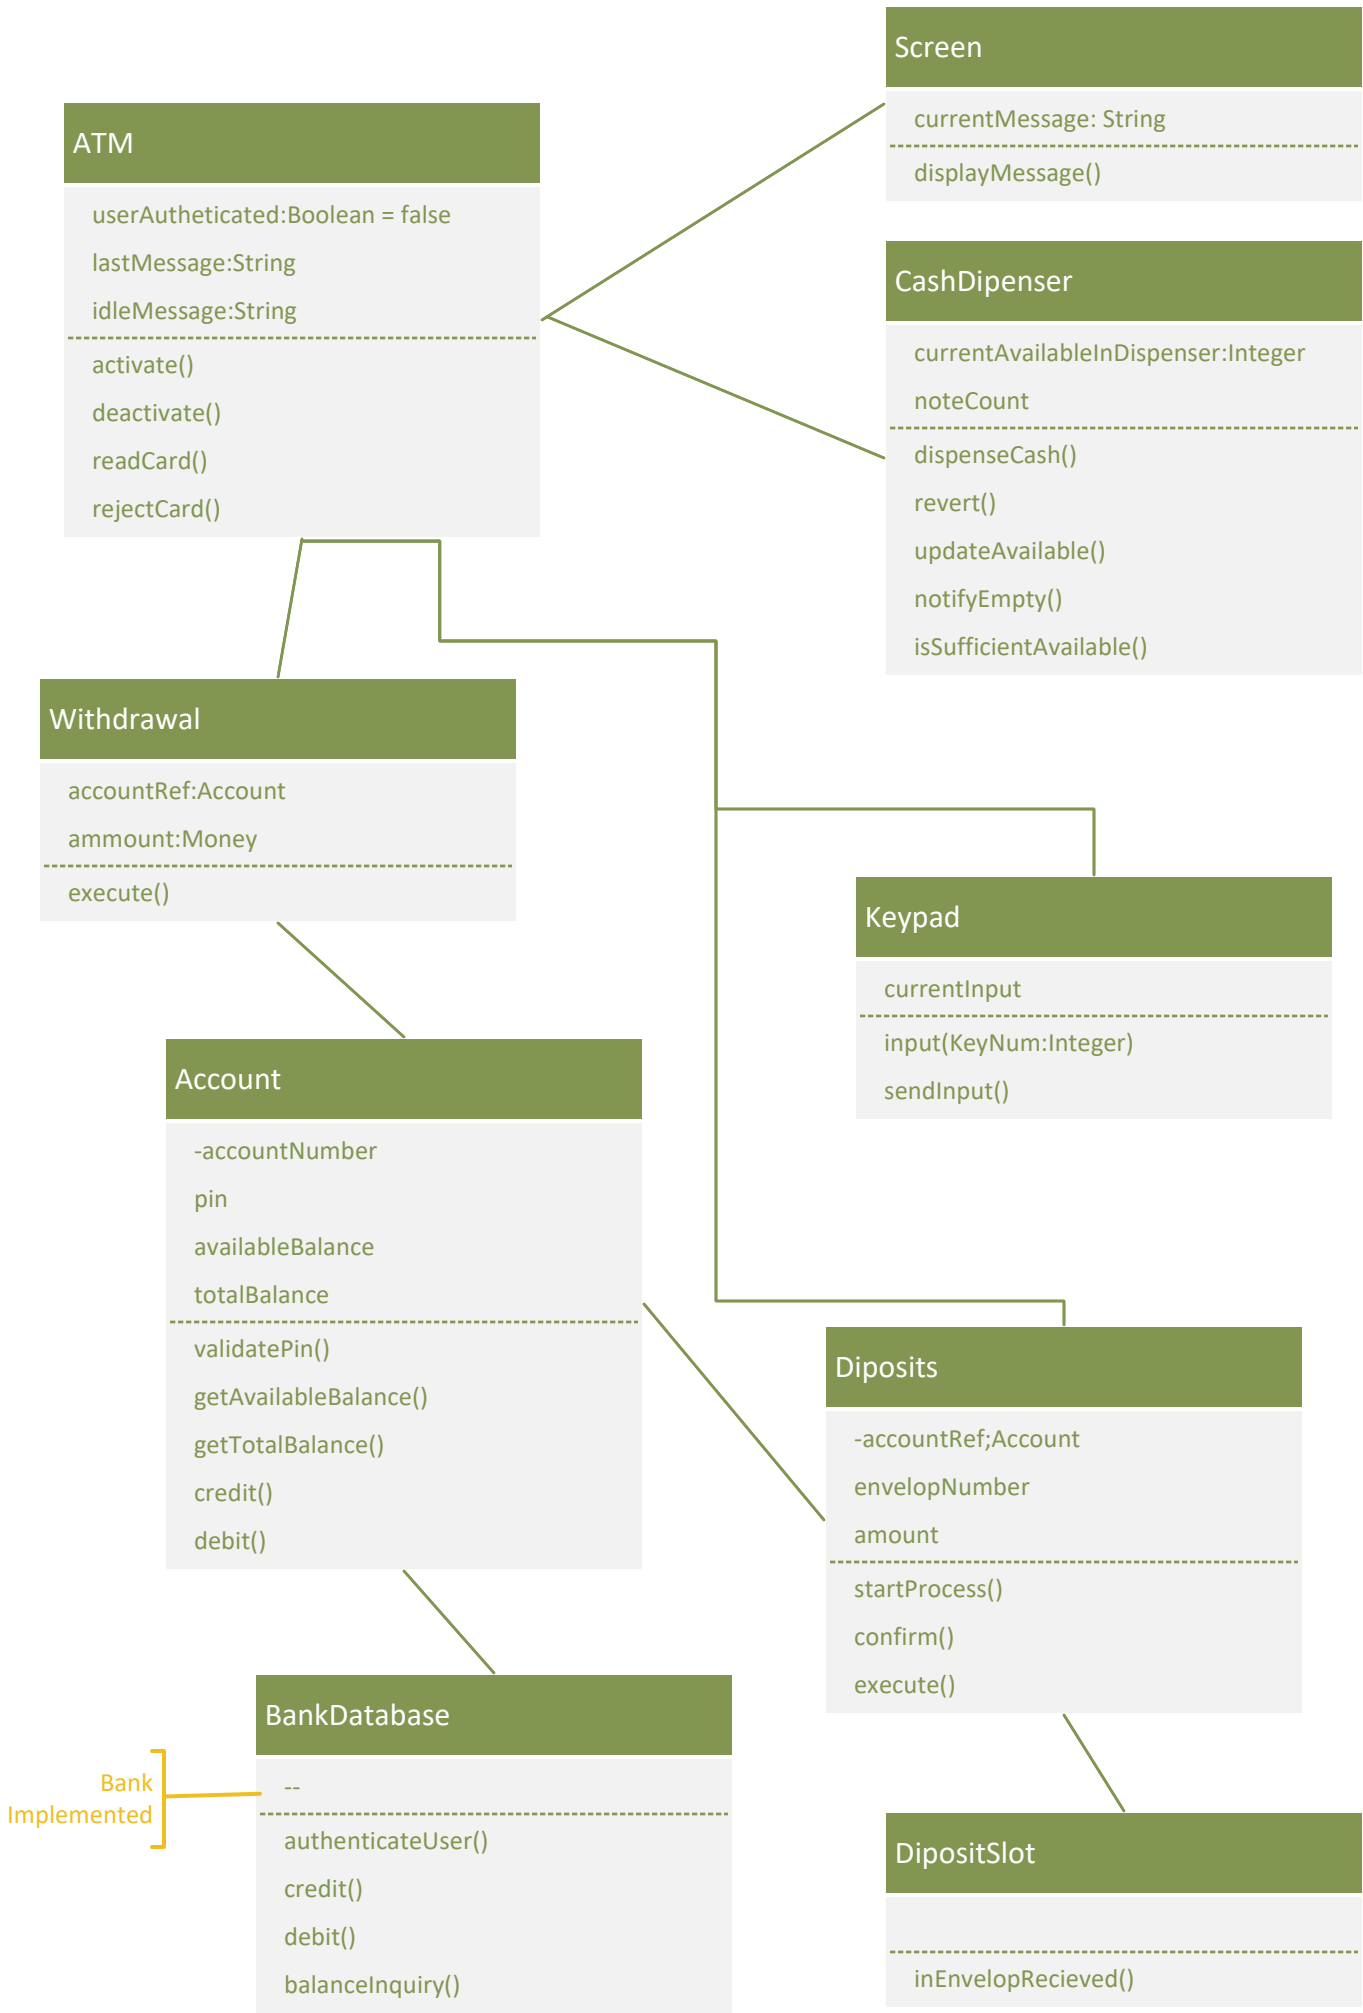 Screen
currentMessage: String
displayMessage()
ATM
userAutheticated:Boolean = false
lastMessage:String
idleMessage:String
activate()
deactivate()
readCard()
rejectCard()
CashDipenser
currentAvailableInDispenser:Integer
noteCount
dispenseCash()
revert()
updateAvailable()
notifyEmpty()
isSufficientAvailable()
Withdrawal
accountRef:Account
ammount:Money
execute()
Keypad
currentInput
input(KeyNum:Integer)
sendInput()
Account
-accountNumber
pin
availableBalance
totalBalance
validatePin()
getAvailableBalance()
getTotalBalance()
credit()
debit()
Diposits
-accountRef;Account
envelopNumber
amount
startProcess()
confirm()
execute()
BankDatabase
--
authenticateUser()
credit()
debit()
balanceInquiry()
Bank
Implemented
DipositSlot
inEnvelopRecieved()